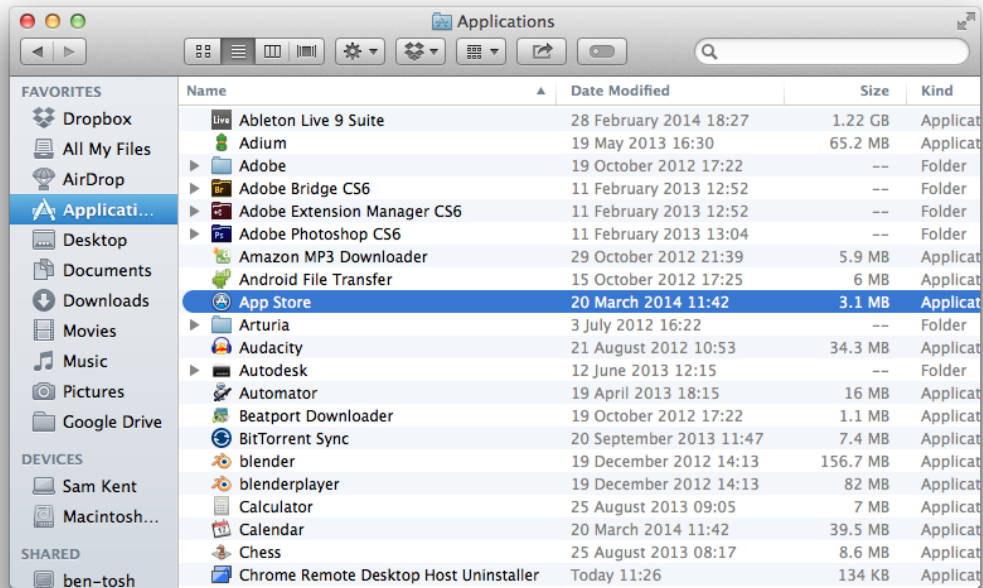 Applications
FAVORITES
Dropbox
All My Files
AirDrop
Applicati...
Desktop
Documents
Downloads
Movies
Music
Pictures
Google Drive
DEVICES
Sam Kent
Macintosh...
SHARED
ben-tosh
Name Date Modified Size Kind
Live Ableton Live 9 Suite 28 February 2014 18:27 1.22 GB Applicat
Adium 19 May 2013 16:30 65.2 MB Applicat
Adobe 19 October 2012 17:22 -- Folder
Br Adobe Bridge CS6 11 February 2013 12:52 -- Folder
Adobe Extension Manager CS6 11 February 2013 12:52 -- Folder
Ps Adobe Photoshop CS6 11 February 2013 13:04 -- Folder
Amazon MP3 Downloader 29 October 2012 21:39 5.9 MB Applicat
Android File Transfer 15 October 2012 17:25 6 MB Applicat
App Store 20 March 2014 11:42 3.1 MB Applicat
Arturia 3 July 2012 16:22 -- Folder
Audacity 21 August 2012 10:53 34.3 MB Applicat
Autodesk 12 June 2013 12:15 -- Folder
Automator 19 April 2013 18:15 16 MB Applicat
Beatport Downloader 19 October 2012 17:22 1.1 MB Applicat
BitTorrent Sync 20 September 2013 11:47 7.4 MB Applicat
blender 19 December 2012 14:13 156.7 MB Applicat
blenderplayer 19 December 2012 14:13 82 MB Applicat
Calculator 25 August 2013 09:05 7 MB Applicat
17 Calendar 20 March 2014 11:42 39.5 MB Applicat
Chess 25 August 2013 08:17 8.6 MB Applicat
Chrome Remote Desktop Host Uninstaller Today 11:26 134 KB Applicat